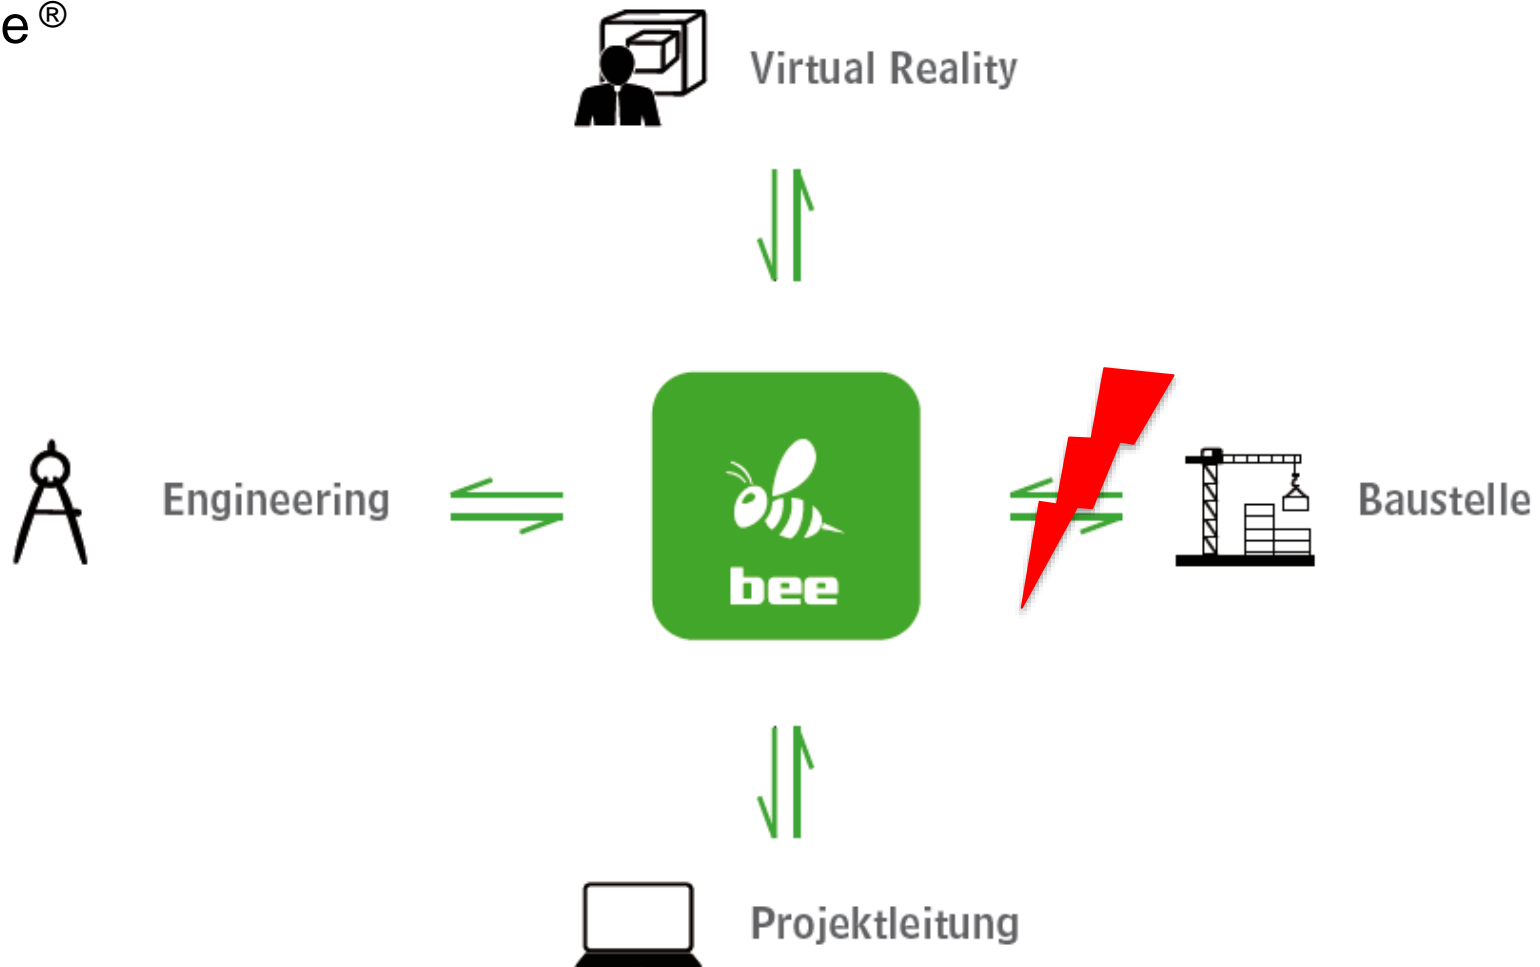 e®
Virtual Reality
Engineering
bee
Baustelle
Projektleitung